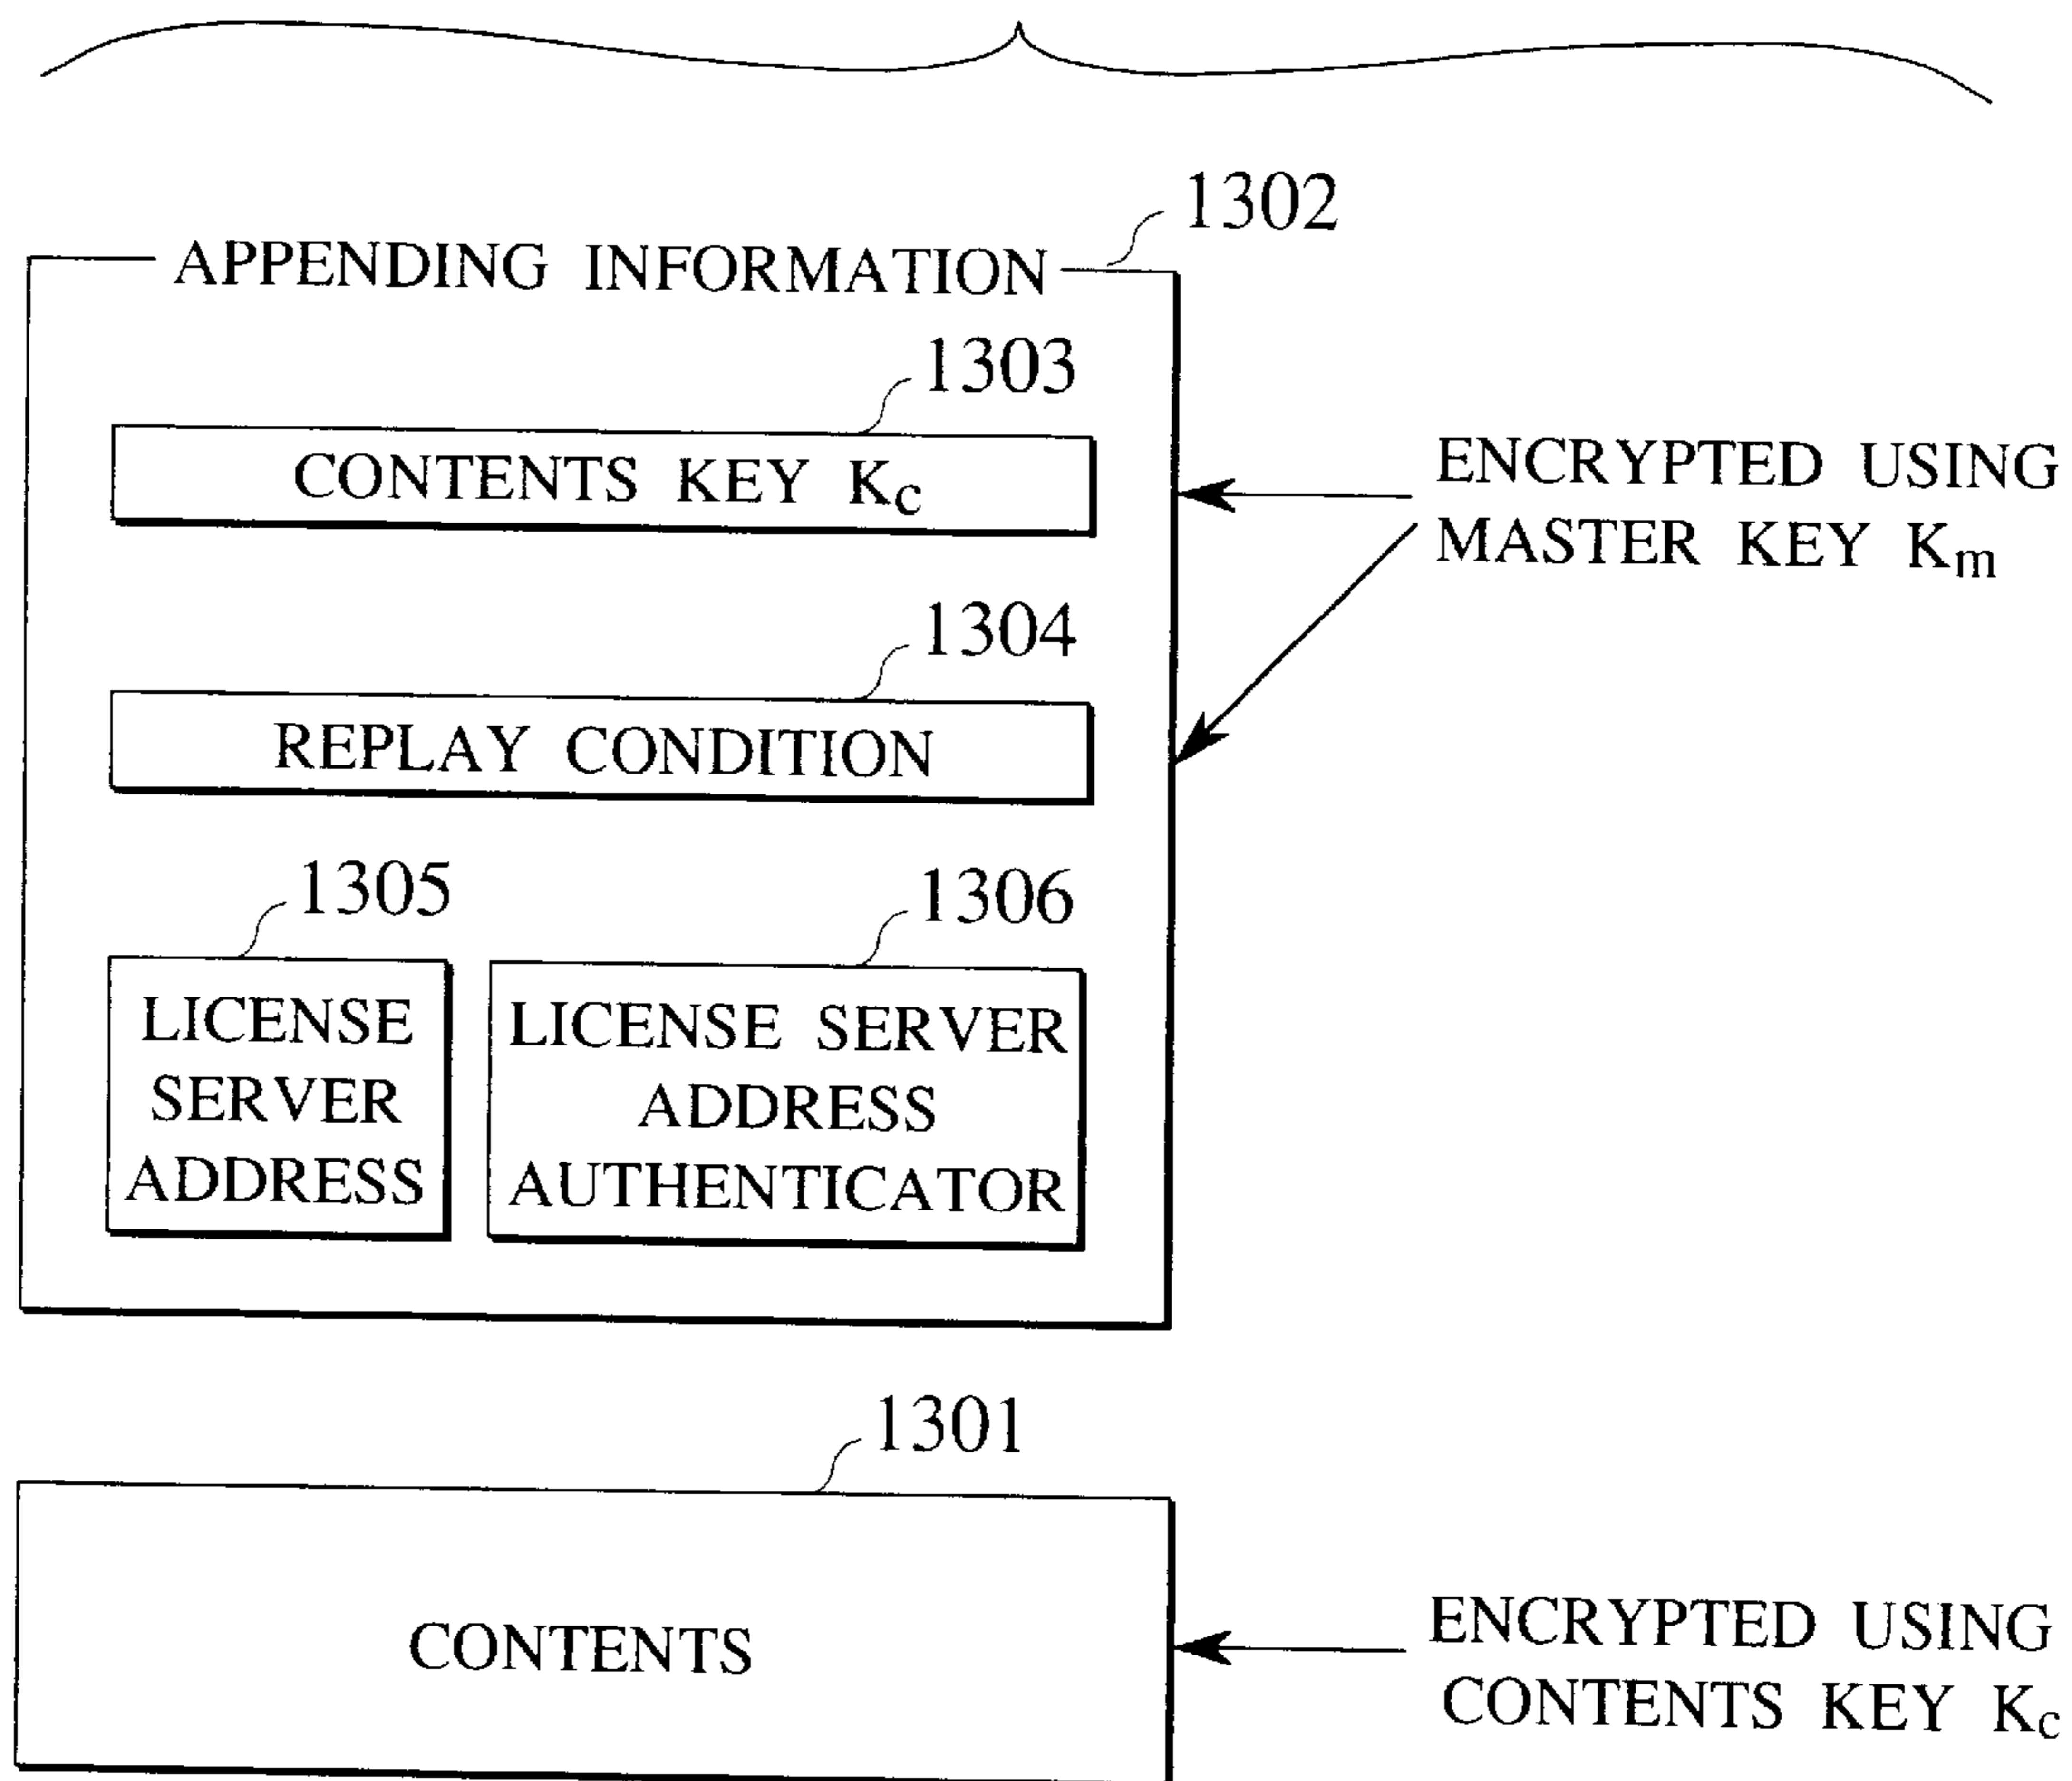 1302
APPENDING INFORMATION
1303
CONTENTS KEY Kc
ENCRYPTED USING
MASTER KEY Km
1304
REPLAY CONDITION
1305
LICENSE
SERVER
ADDRESS
1306
LICENSE SERVER
ADDRESS
AUTHENTICATOR
1301
CONTENTS
ENCRYPTED USING
CONTENTS KEY Kc